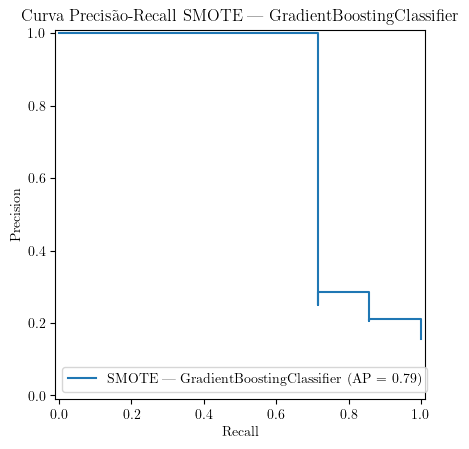 Curva Precisão-Recall SMOTE — GradientBoostingClassifier
1.0
0.8
0.6
0.4
0.2
0.0
Precision
SMOTE — GradientBoostingClassifier (AP = 0.79)
0.0 0.2 0.4 0.6 0.8 1.0
Recall